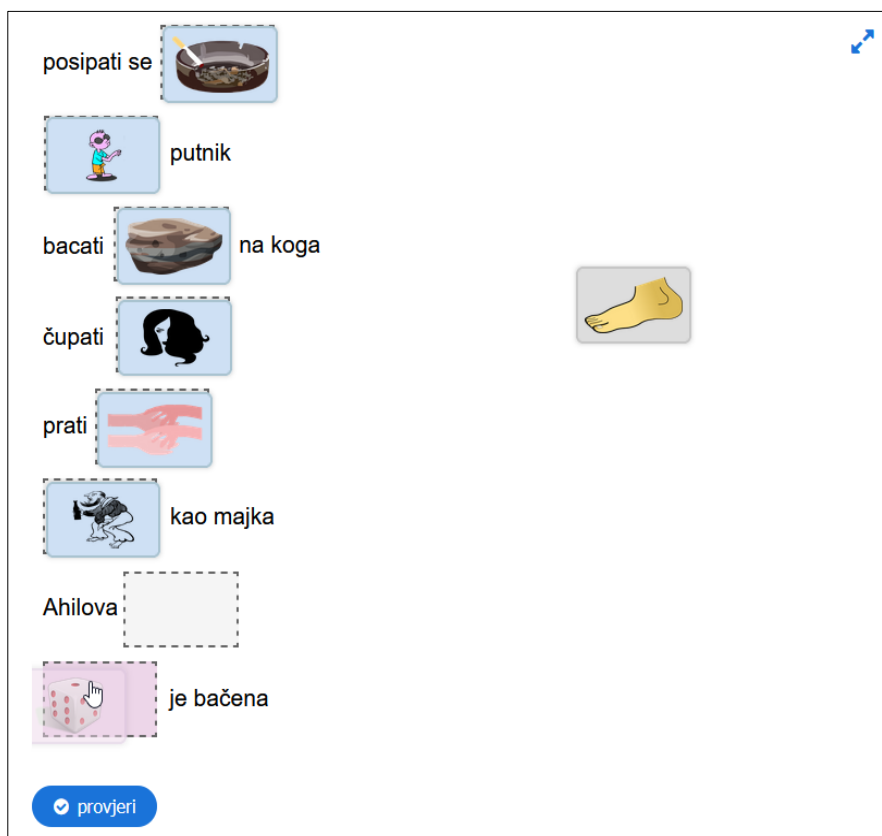 posipati se
putnik
bacati na koga
čupati
prati
kao majka
Ahilova
je bačena
provjeri